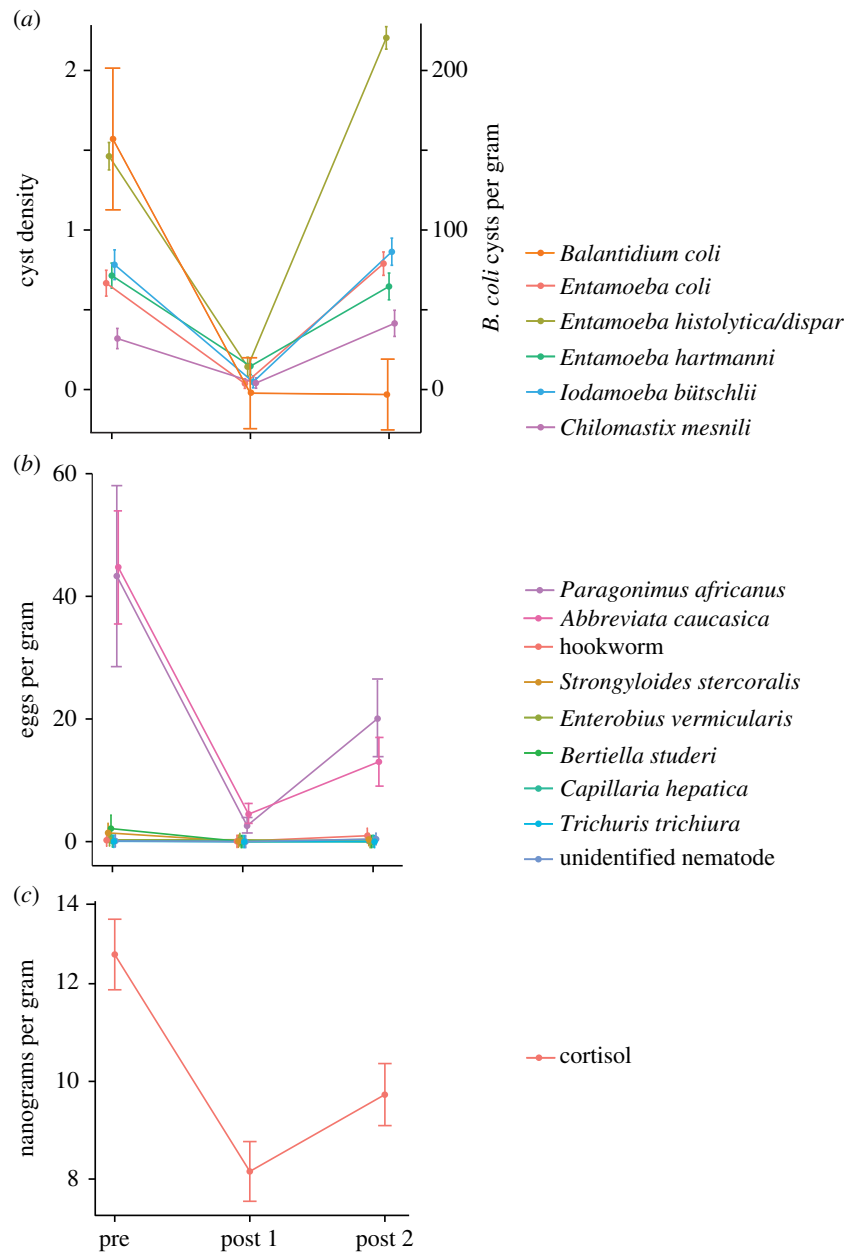 (a)
2
1
0
cyst density
200
100
0
B. coli cysts per gram
Balantidium coli
Entamoeba coli
Entamoeba histolytica/dispar
Entamoeba hartmanni
Iodamoeba bütschlii
Chilomastix mesnili
(b)
60
40
20
0
eggs per gram
Paragonimus africanus
Abbreviata caucasica
hookworm
Strongyloides stercoralis
Enterobius vermicularis
Bertiella studeri
Capillaria hepatica
Trichuris trichiura
unidentified nematode
(c)
14
12
10
8
nanograms per gram
cortisol
pre post 1 post 2